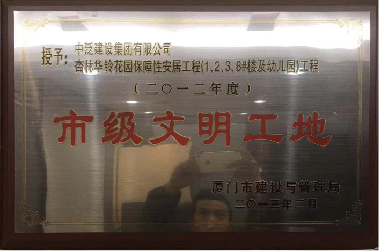 授予：中泛建设集团有限公司
杏林华铃花园保障性安居工程(1,2,3,8#楼及幼儿园)工程
(二〇一二年度)
市级文明工地
厦门市建设与管理局
二〇一三年二月